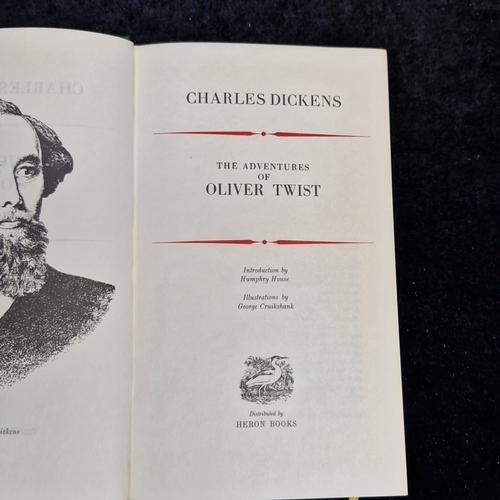 CHARLES DICKENS
THE ADVENTURES
OF
OLIVER TWIST
Introduction by
Humphry House
Illustrations by
George Cruikshank
Distributed by
HERON BOOKS